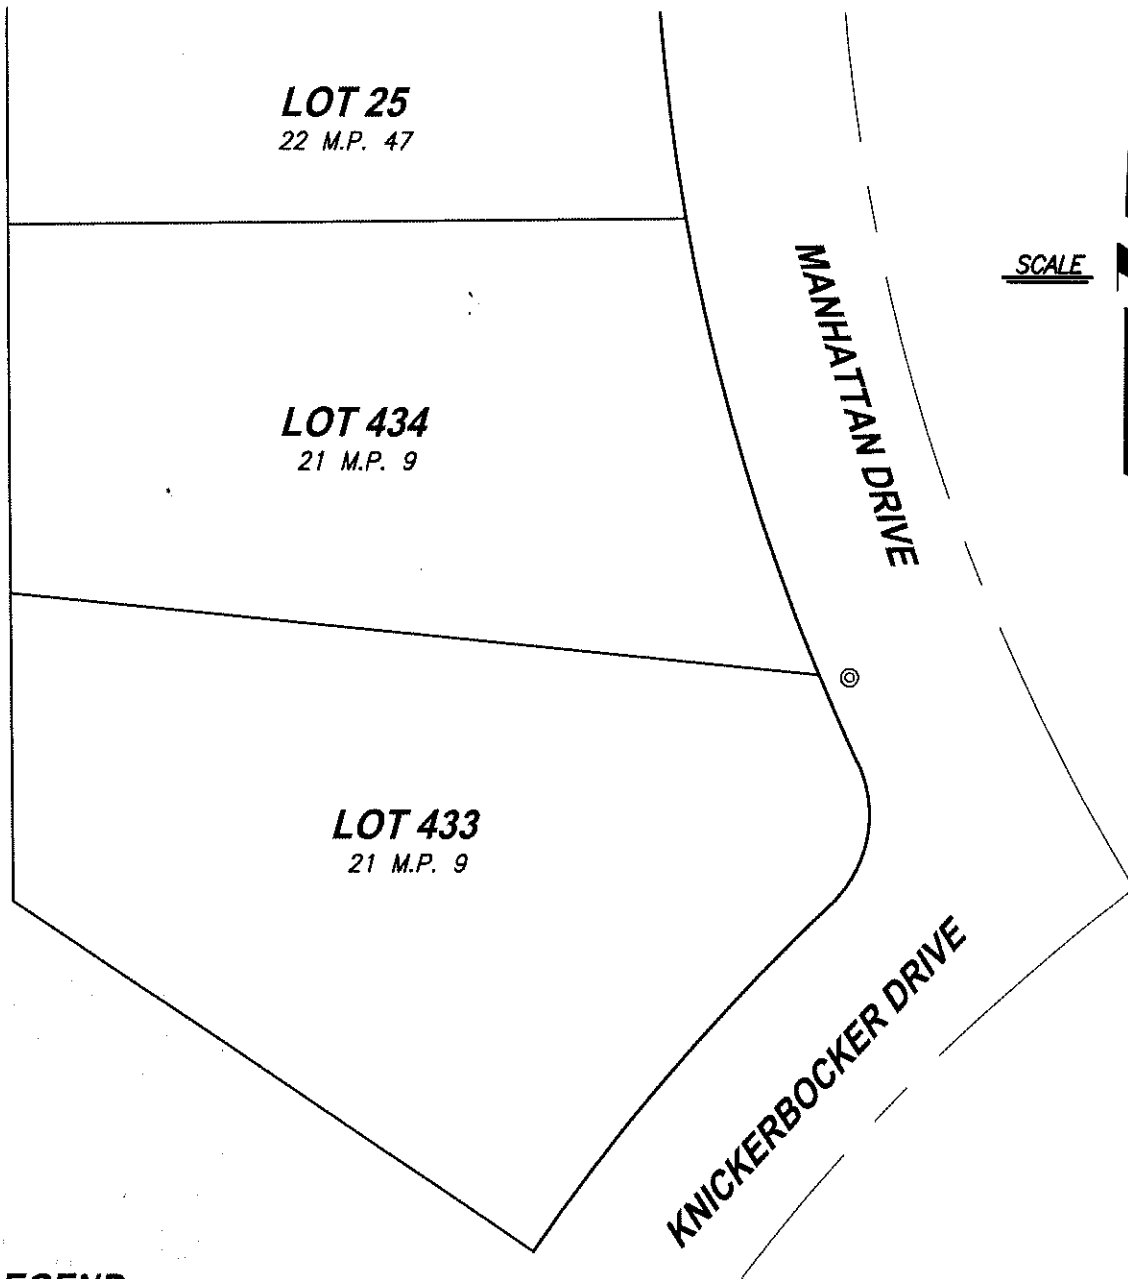 LOT 25
22 M.P. 47
SCALE
MANHATTAN DRIVE
LOT 434
21 M.P. 9
LOT 433
21 M.P. 9
KNICKERBOCKER DRIVE